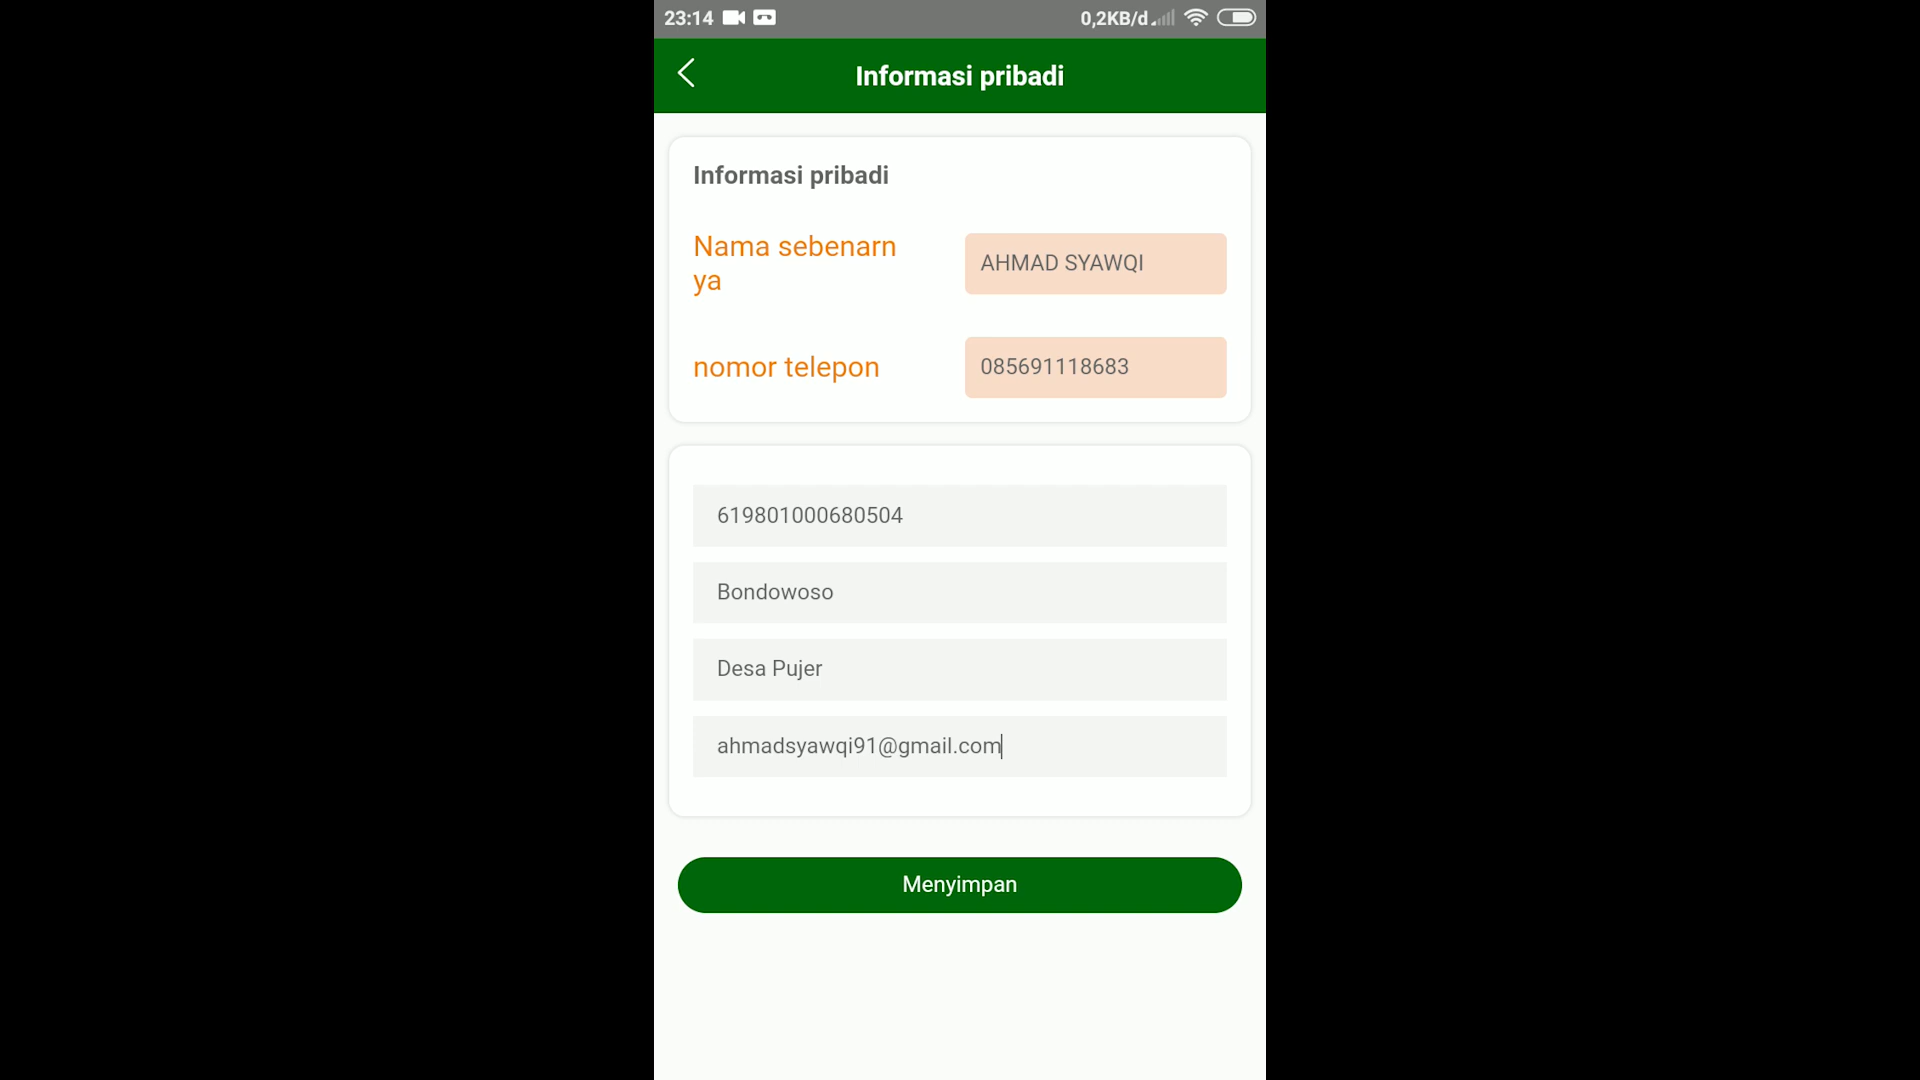 23:14
0,2KB/d
Informasi pribadi
Informasi pribadi
Nama sebenarn
ya
AHMAD SYAWQI
nomor telepon
085691118683
619801000680504
Bondowoso
Desa Pujer
ahmadsyawqi91@gmail.com
Menyimpan